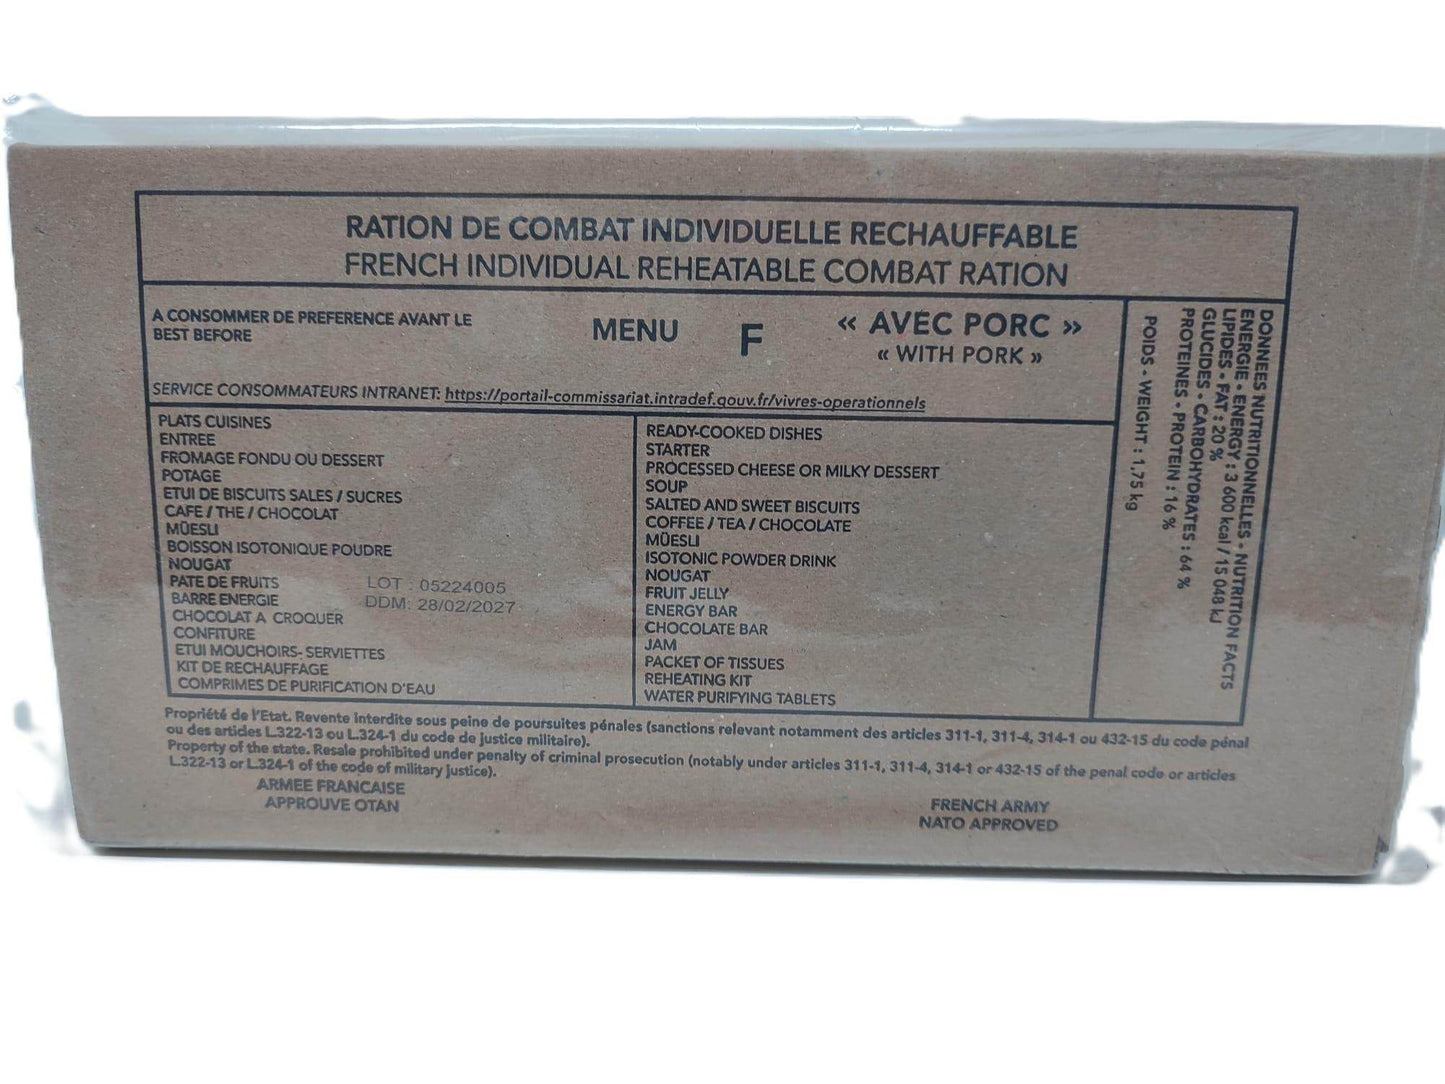 RATION DE COMBAT INDIVIDUELLE RECHAUFFABLE
FRENCH INDIVIDUAL REHEATABLE COMBAT RATION
A CONSOMMER DE PREFERENCE AVANT LE
BEST BEFORE
MENU F
« AVEC PORC »
« WITH PORK »
SERVICE CONSOMMATEURS INTRANET: https://portail-commissariat.intradef.gouv.fr/vivres-operationnels
PLATS CUISINES
ENTREE
FROMAGE FONDU OU DESSERT
POTAGE
ETUI DE BISCUITS SALES / SUCRES
CAFE / THE / CHOCOLAT
MÜESLI
BOISSON ISOTONIQUE POUDRE
NOUGAT
PATE DE FRUITS
BARRE ENERGIE
CHOCOLAT A CROQUER
CONFITURE
ETUI MOUCHOIRS- SERVIETTES
KIT DE RECHAUFFAGE
COMPRIMES DE PURIFICATION D'EAU
LOT : 05224005
DDM: 28/02/2027
READY-COOKED DISHES
STARTER
PROCESSED CHEESE OR MILKY DESSERT
SOUP
SALTED AND SWEET BISCUITS
COFFEE / TEA / CHOCOLATE
MÜESLI
ISOTONIC POWDER DRINK
NOUGAT
FRUIT JELLY
ENERGY BAR
CHOCOLATE BAR
JAM
PACKET OF TISSUES
REHEATING KIT
WATER PURIFYING TABLETS
DONNEES NUTRITIONNELLES - NUTRITION FACTS
ENERGIE - ENERGY : 3 600 kcal / 15 048 kJ
LIPIDES - FAT : 20 %
GLUCIDES - CARBOHYDRATES : 64 %
PROTEINES - PROTEIN : 16 %
POIDS - WEIGHT : 1,75 kg
Propriété de l'Etat. Revente interdite sous peine de poursuites pénales (sanctions relevant notamment des articles 311-1, 311-4, 314-1 ou 432-15 du code pénal
ou des articles L.322-13 ou L.324-1 du code de justice militaire).
Property of the state. Resale prohibited under penalty of criminal prosecution (notably under articles 311-1, 311-4, 314-1 or 432-15 of the penal code or articles
L.322-13 or L.324-1 of the code of military justice).
ARMEE FRANCAISE
APPROUVE OTAN
FRENCH ARMY
NATO APPROVED